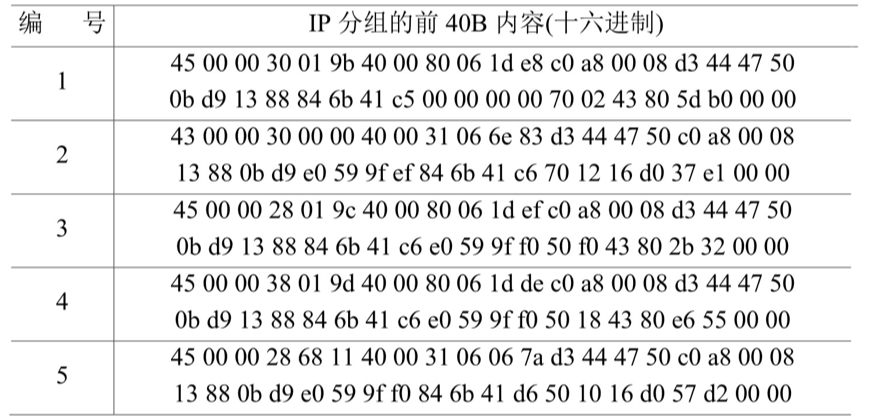 编 号 IP 分组的前 40B 内容(十六进制)
1
45 00 00 30 01 9b 40 00 80 06 1d e8 c0 a8 00 08 d3 44 47 50
0b d9 13 88 84 6b 41 c5 00 00 00 00 70 02 43 80 5d b0 00 00
2
43 00 00 30 00 00 40 00 31 06 6e 83 d3 44 47 50 c0 a8 00 08
13 88 0b d9 e0 59 9f ef 84 6b 41 c6 70 12 16 d0 37 e1 00 00
3
45 00 00 28 01 9c 40 00 80 06 1d ef c0 a8 00 08 d3 44 47 50
0b d9 13 88 84 6b 41 c6 e0 59 9f f0 50 f0 43 80 2b 32 00 00
4
45 00 00 38 01 9d 40 00 80 06 1d de c0 a8 00 08 d3 44 47 50
0b d9 13 88 84 6b 41 c6 e0 59 9f f0 50 18 43 80 e6 55 00 00
5
45 00 00 28 68 11 40 00 31 06 06 7a d3 44 47 50 c0 a8 00 08
13 88 0b d9 e0 59 9f f0 84 6b 41 d6 50 10 16 d0 57 d2 00 00